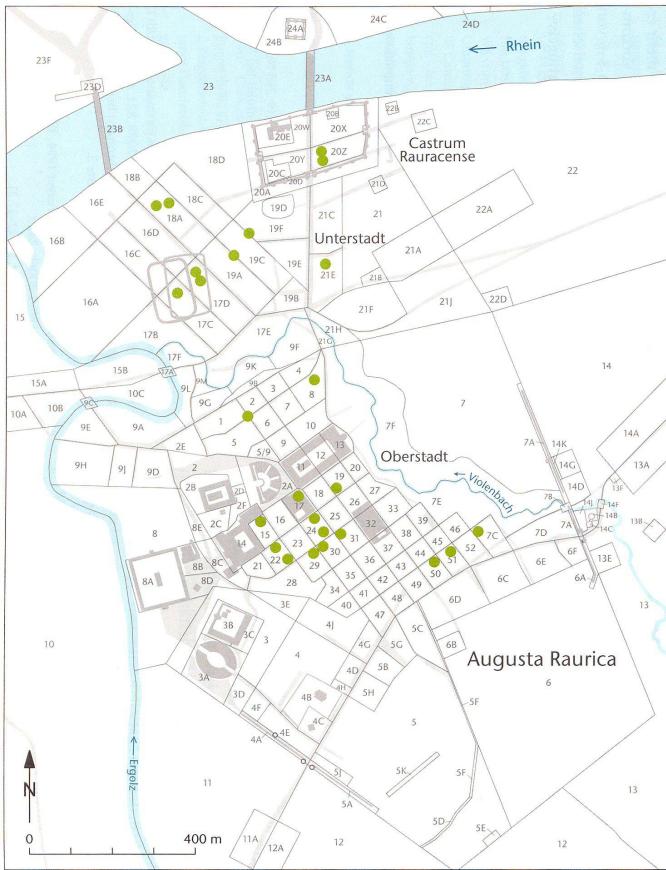 24C
24D
24A
24B
Rhein
23F
23A
23D
23
23B
20B
22B
22C
20W
20X
20E
Castrum
Rauracense
20Y
20Z
18D
20C
20D
20A
18B
18C
22
21D
16E
18A
19D
21C
21
22A
16D
19F
Unterstadt
16B
16C
19C
19E
21A
19A
21E
21B
16A
17D
19B
22D
21J
21F
15
17C
17B
17E
21H
21G
17F
9F
14
15B
17A
9K
15A
9M
9B
4
7
10C
9L
9G
3
8
10A
10B
9C
2
14A
9E
9A
1
6
7
7F
10
13A
2E
5
9
13
7A
14K
5/9
12
Oberstadt
14G
9H
9J
9D
2
11
20
13F
2A
19
14D
2B
2D
18
26
Violenbach
7B
14J
14F
2F
17
27
7E
14B
8E
16
25
33
39
7A
14C
13B
8
2C
24
32
46
7C
7D
14
15
31
38
45
23
30
37
44
52
6F
13E
8B
22
36
43
51
6E
8A
21
29
50
6C
6A
8D
35
42
49
28
34
41
48
6D
3E
40
47
13
3B
3
4J
5C
3C
4G
5G
6B
10
4
4D
5B
Augusta Raurica
3A
4H
5H
6
3D
4B
4F
5
5F
4C
4E
4A
5J
5K
5F
N
Ergolz
11
5A
13
5D
5E
0
400 m
11A
12A
12
12